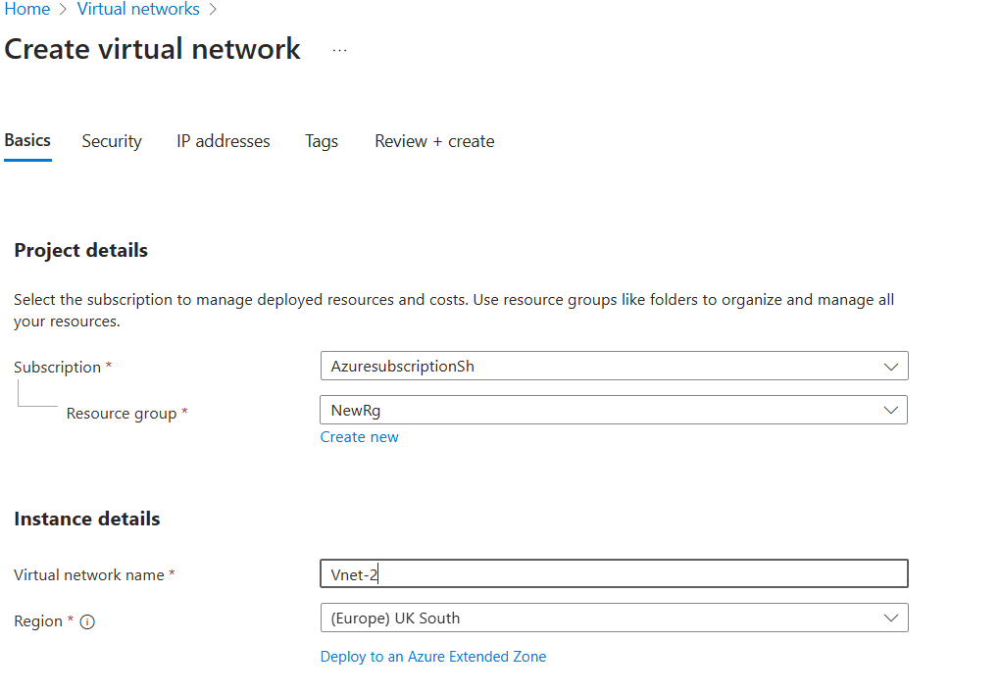 Home > Virtual networks >
Create virtual network ...
Basics Security IP addresses Tags Review + create
Project details
Select the subscription to manage deployed resources and costs. Use resource groups like folders to organize and manage all
your resources.
Subscription * AzuresubscriptionSh
Resource group * NewRg
Create new
Instance details
Virtual network name * Vnet-2
Region * (Europe) UK South
Deploy to an Azure Extended Zone